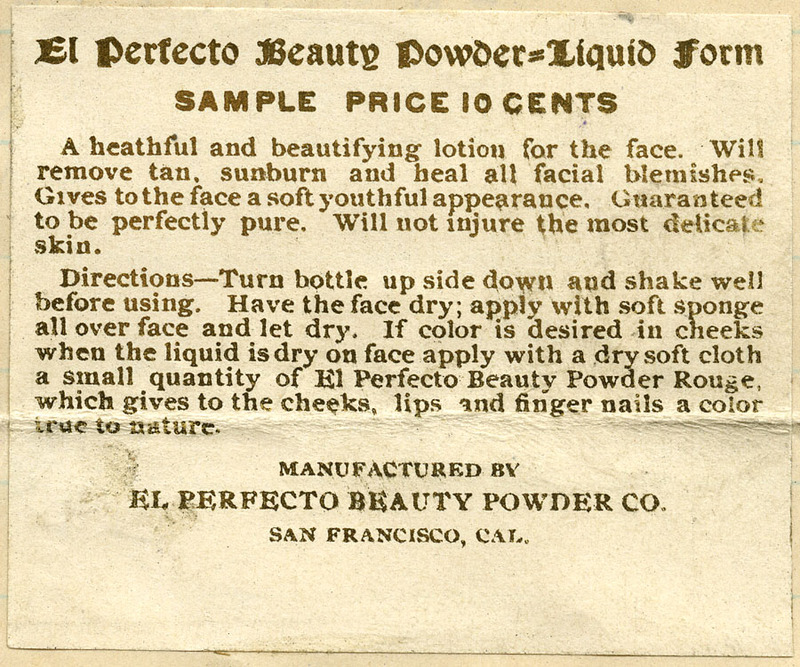 El Perfecto Beauty Powder=Liquid Form
SAMPLE PRICE 10 CENTS
A heathful and beautifying lotion for the face. Will
remove tan, sunburn and heal all facial blemishes.
Gives to the face a soft youthful appearance. Guaranteed
to be perfectly pure. Will not injure the most delicate
skin.
Directions—Turn bottle up side down and shake well
before using. Have the face dry; apply with soft sponge
all over face and let dry. If color is desired in cheeks
when the liquid is dry on face apply with a dry soft cloth
a small quantity of El Perfecto Beauty Powder Rouge,
which gives to the cheeks, lips and finger nails a color
true to nature.
MANUFACTURED BY
EL PERFECTO BEAUTY POWDER CO.
SAN FRANCISCO, CAL.